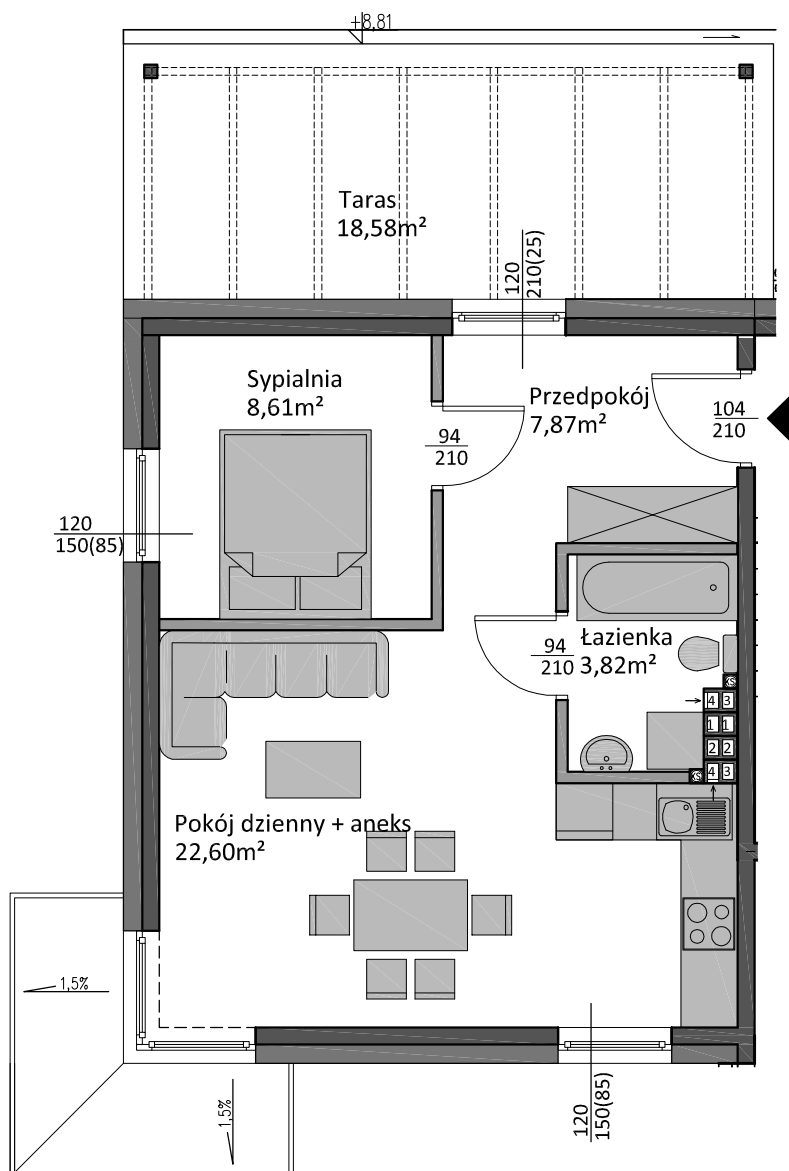 +8,81
Taras
18,58m²
120
210(25)
Sypialnia
8,61m²
Przedpokój
7,87m²
94
210
104
210
120
150(85)
94
210
Łazienka
3,82m²
4 3
1 1
2 2
4 3
Pokój dzienny + aneks
22,60m²
1,5%
1,5%
120
150(85)